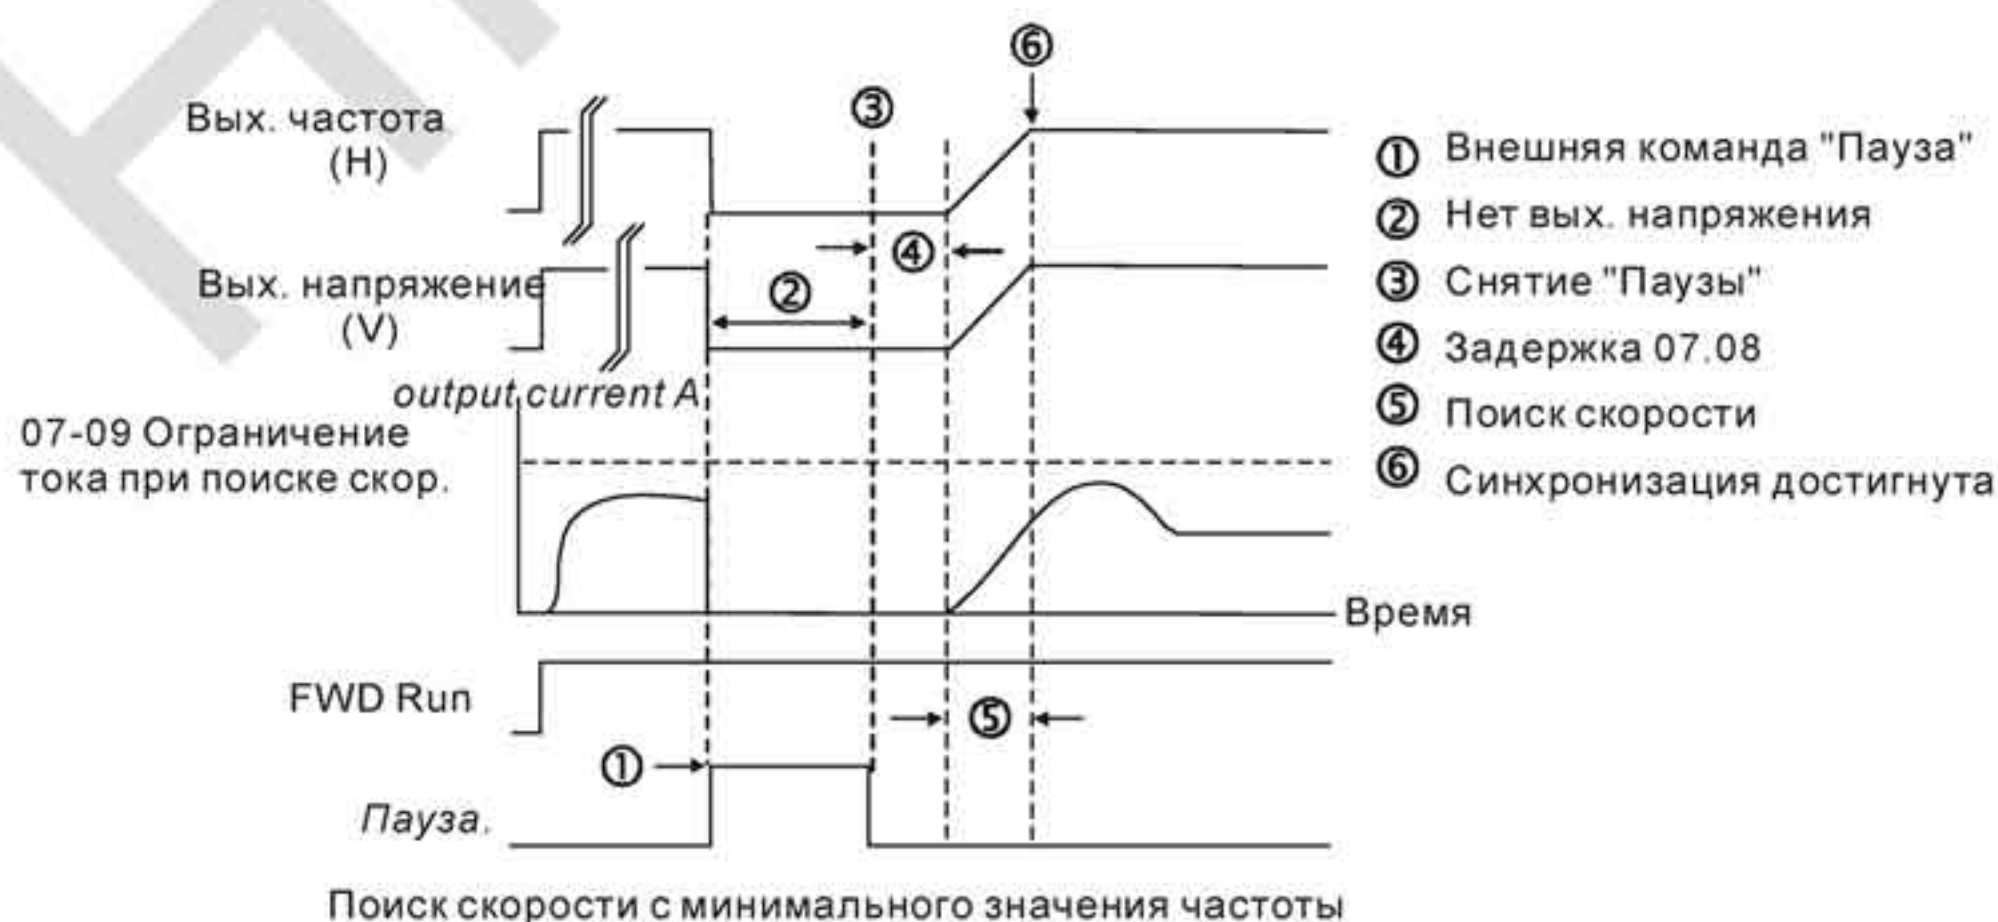 ⑥
③
Вых. частота
(H)
④
Вых. напряжение
(V)
②
output current A
07-09 Ограничение
тока при поиске скор.
Время
FWD Run
⑤
①
Пауза.
① Внешняя команда "Пауза"
② Нет вых. напряжения
③ Снятие "Паузы"
④ Задержка 07.08
⑤ Поиск скорости
⑥ Синхронизация достигнута
Поиск скорости с минимального значения частоты